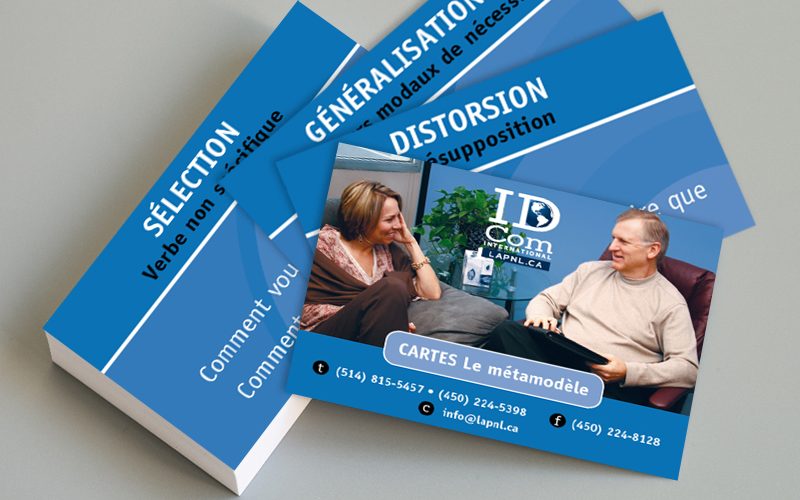 SÉLECTION
Verbe non spécifique
Comment vou
Comment
GÉNÉRALISATION
modaux de nécess
DISTORSION
ésupposition
que
ID
Com
INTERNATIONAL
LAPNL.CA
CARTES Le métamodèle
t (514) 815-5457 • (450) 224-5398
f (450) 224-8128
c info@lapnl.ca